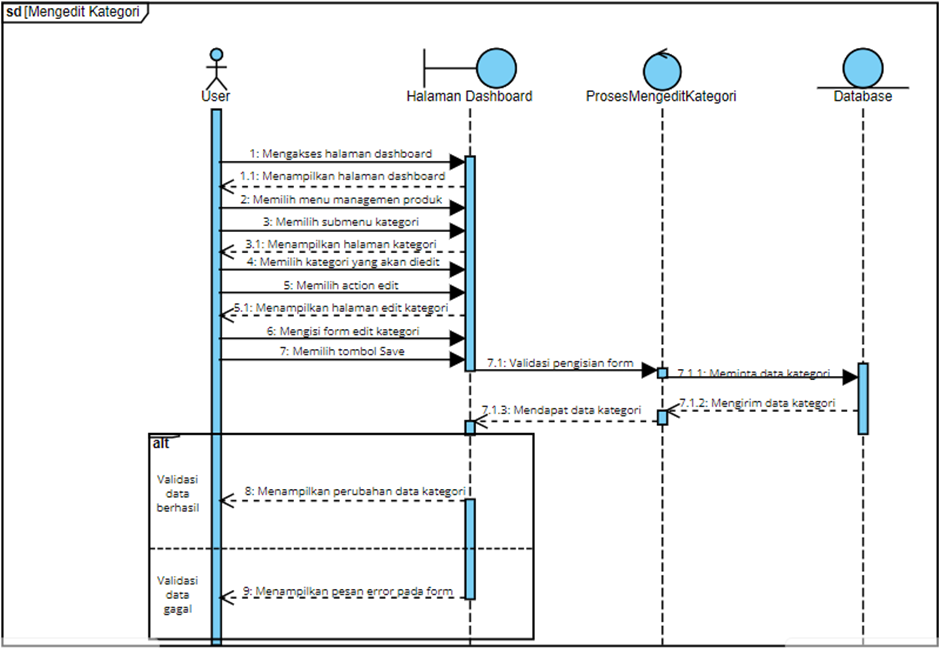 sd [Mengedit Kategori
User
Halaman Dashboard
ProsesMengeditKategori
Database
1: Mengakses halaman dashboard
1.1: Menampilkan halaman dashboard
2: Memilih menu managemen produk
3: Memilih submenu kategori
3.1: Menampilkan halaman kategori
4: Memilih kategori yang akan diedit
5: Memilih action edit
5.1: Menampilkan halaman edit kategori
6: Mengisi form edit kategori
7: Memilih tombol Save
7.1: Validasi pengisian form
7.1.1: Meminta data kategori
7.1.2: Mengirim data kategori
7.1.3: Mendapat data kategori
alt
Validasi
data
berhasil
8: Menampilkan perubahan data kategori
Validasi
data
gagal
9: Menampilkan pesan error pada form